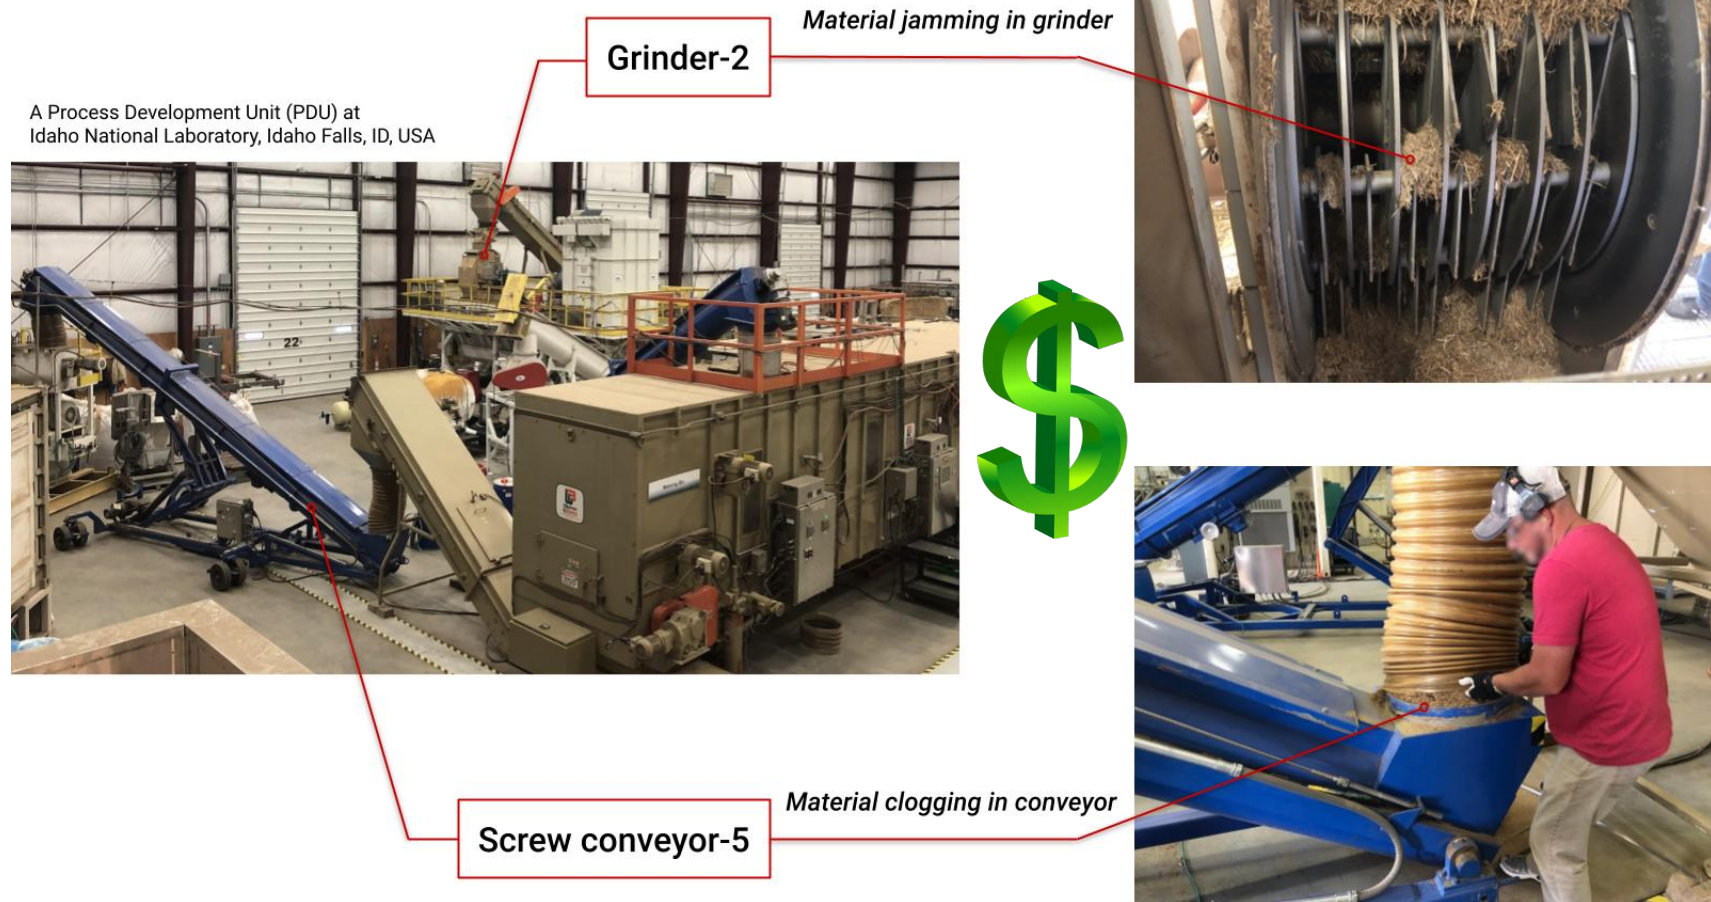 Material jamming in grinder
Grinder-2
A Process Development Unit (PDU) at
Idaho National Laboratory, Idaho Falls, ID, USA
22
Material clogging in conveyor
Screw conveyor-5